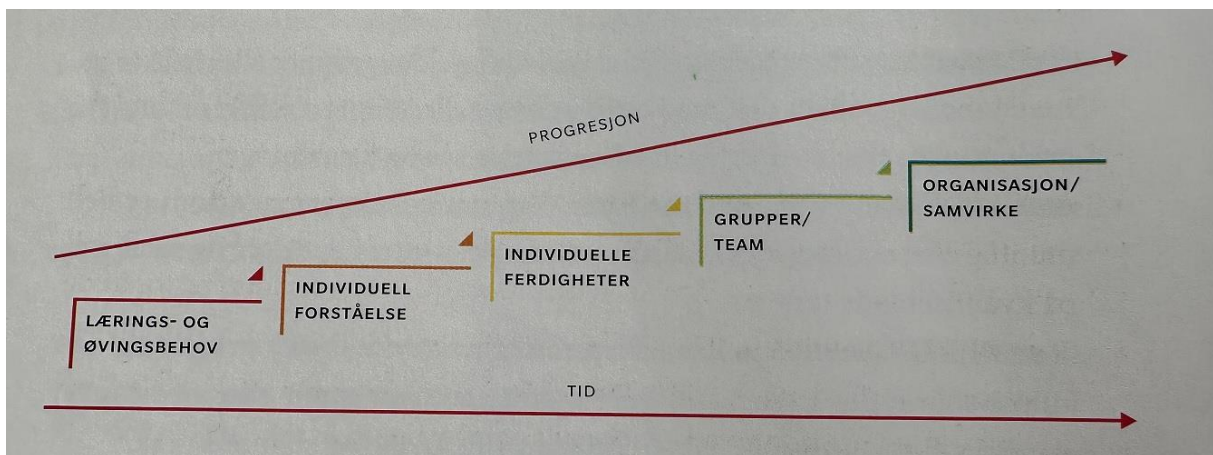 PROGRESJON
LÆRINGS- OG
ØVINGSBEHOV
INDIVIDUELL
FORSTÅELSE
INDIVIDUELLE
FERDIGHETER
GRUPPER/
TEAM
ORGANISASJON/
SAMVIRKE
TID